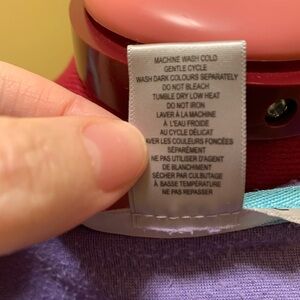 MACHINE WASH COLD
GENTLE CYCLE
WASH DARK COLOURS SEPARATELY
DO NOT BLEACH
TUMBLE DRY LOW HEAT
DO NOT IRON
LAVER À LA MACHINE
À L'EAU FROIDE
AU CYCLE DÉLICAT
AVER LES COULEURS FONCÉES
SÉPARÉMENT
NE PAS UTILISER D'AGENT
DE BLANCHIMENT
SÉCHER PAR CULBUTAGE
À BASSE TEMPÉRATURE
NE PAS REPASSER